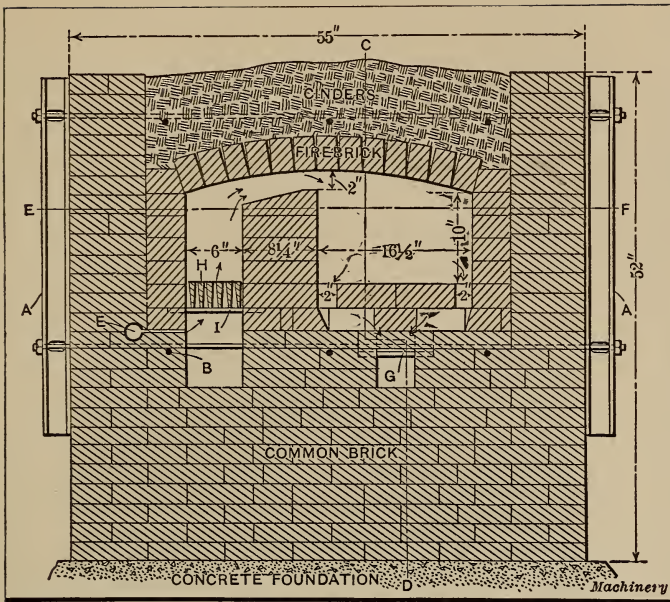 55"
C
CINDERS
FIREBRICK
2"
E
F
10"
6"
8¼"
16½"
52"
H
2"
2"
A
A
I
E
B
G
COMMON BRICK
CONCRETE FOUNDATION
D
Machinery